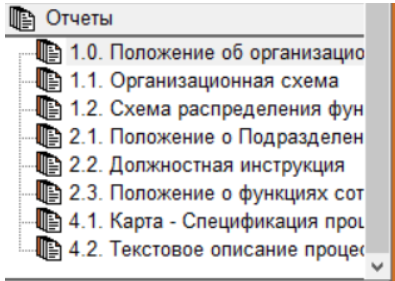 Отчеты
1.0. Положение об организацио
1.1. Организационная схема
1.2. Схема распределения фун
2.1. Положение о Подразделен
2.2. Должностная инструкция
2.3. Положение о функциях сот
4.1. Карта - Спецификация проц
4.2. Текстовое описание процес